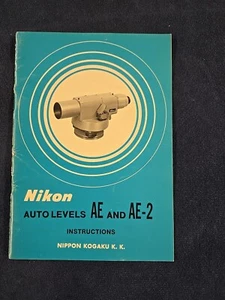 Nikon
AUTO LEVELS AE AND AE-2
INSTRUCTIONS
NIPPON KOGAKU K. K.